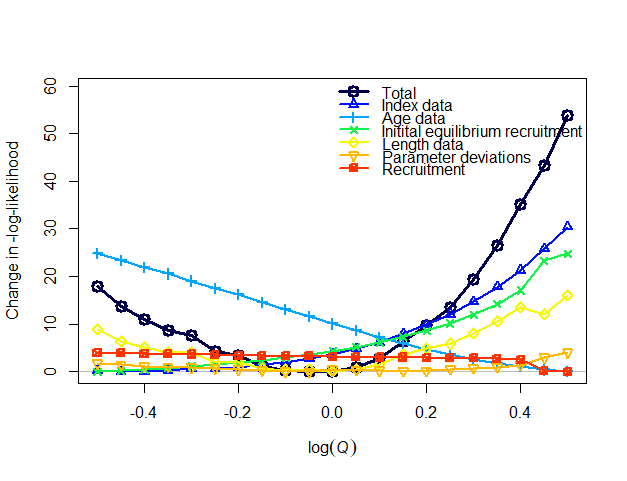 Change in -log-likelihood
60
50
40
30
20
10
0
Total
Index data
Age data
Initital equilibrium recruitment
Length data
Parameter deviations
Recruitment
-0.4 -0.2 0.0 0.2 0.4
log(Q)